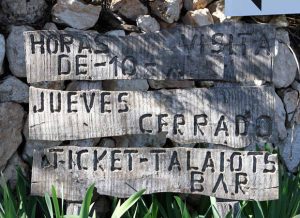 HORAS VISITA
DE-10-A
JUEVES
CERRADO
TICKET-TALAIOTS
BAR